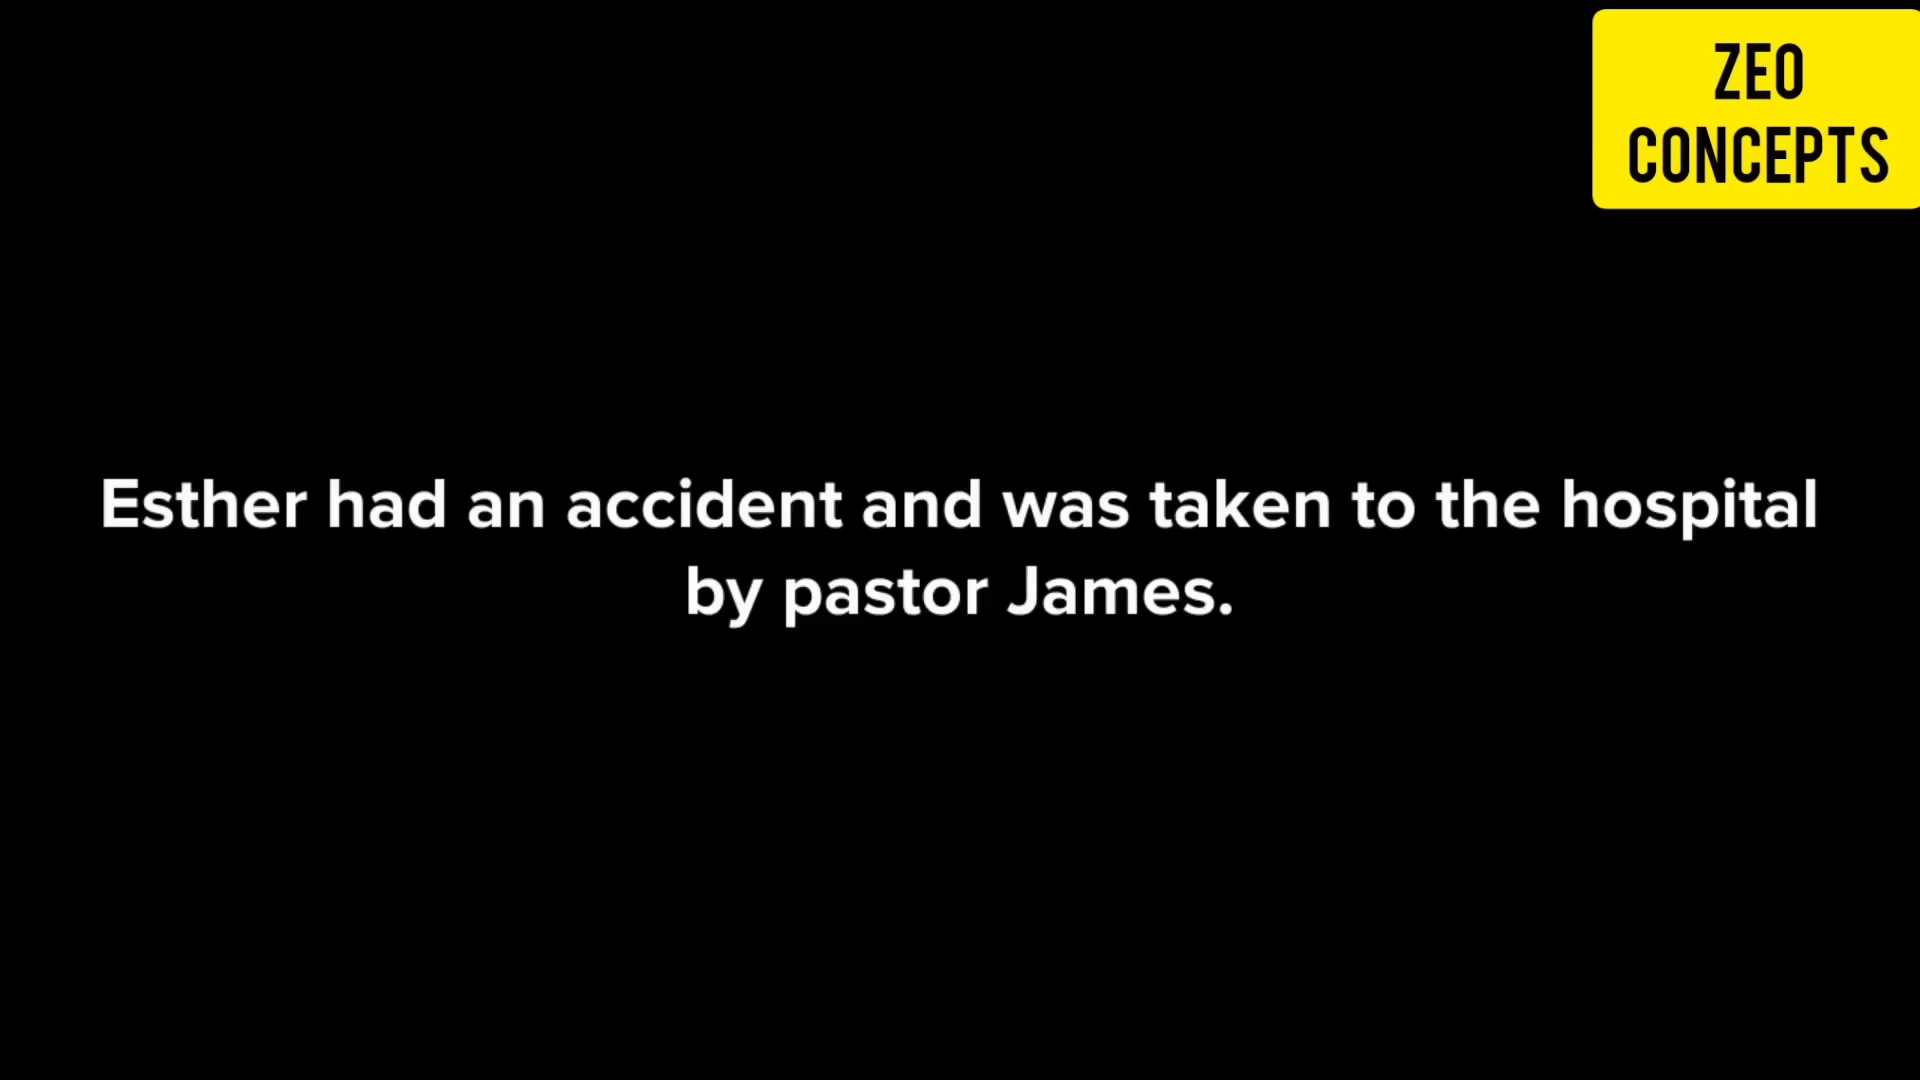 ZEO
CONCEPTS
Esther had an accident and was taken to the hospital
by pastor James.